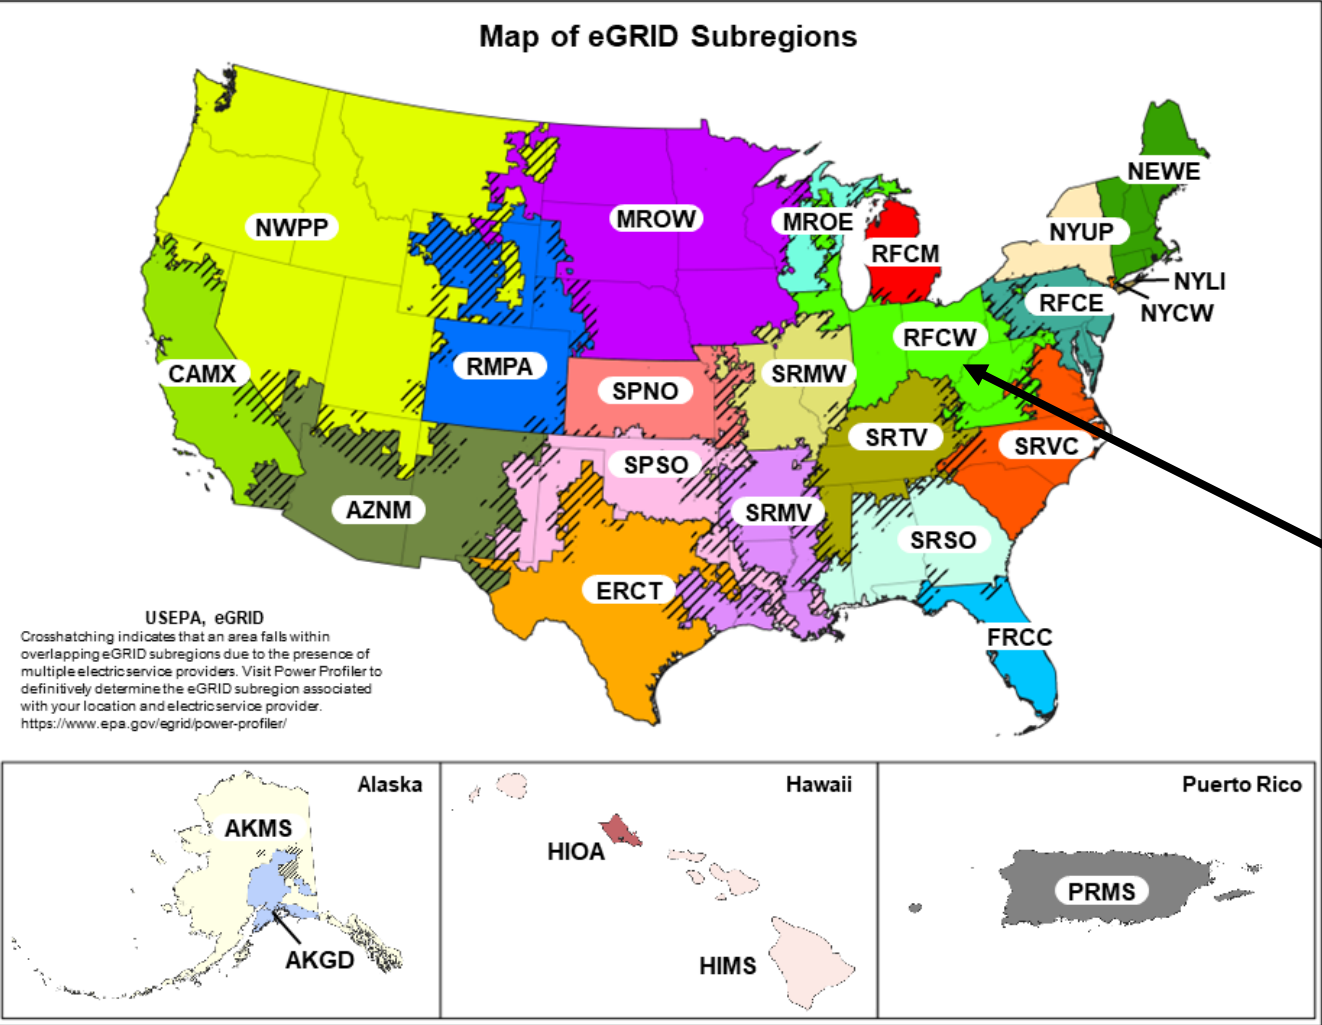 Map of eGRID Subregions
NEWE
MROW
MROE
NWPP
NYUP
RFCM
NYLI
RFCE
NYCW
RFCW
RMPA
CAMX
SRMW
SPNO
SRTV
SRVC
SPSO
AZNM
SRMV
SRSO
ERCT
FRCC
USEPA, eGRID
Crosshatching indicates that an area falls within
overlapping eGRID subregions due to the presence of
multiple electric service providers. Visit Power Profiler to
definitively determine the eGRID subregion associated
with your location and electric service provider.
https://www.epa.gov/egrid/power-profiler/
Alaska
AKMS
AKGD
Hawaii
HIOA
HIMS
Puerto Rico
PRMS